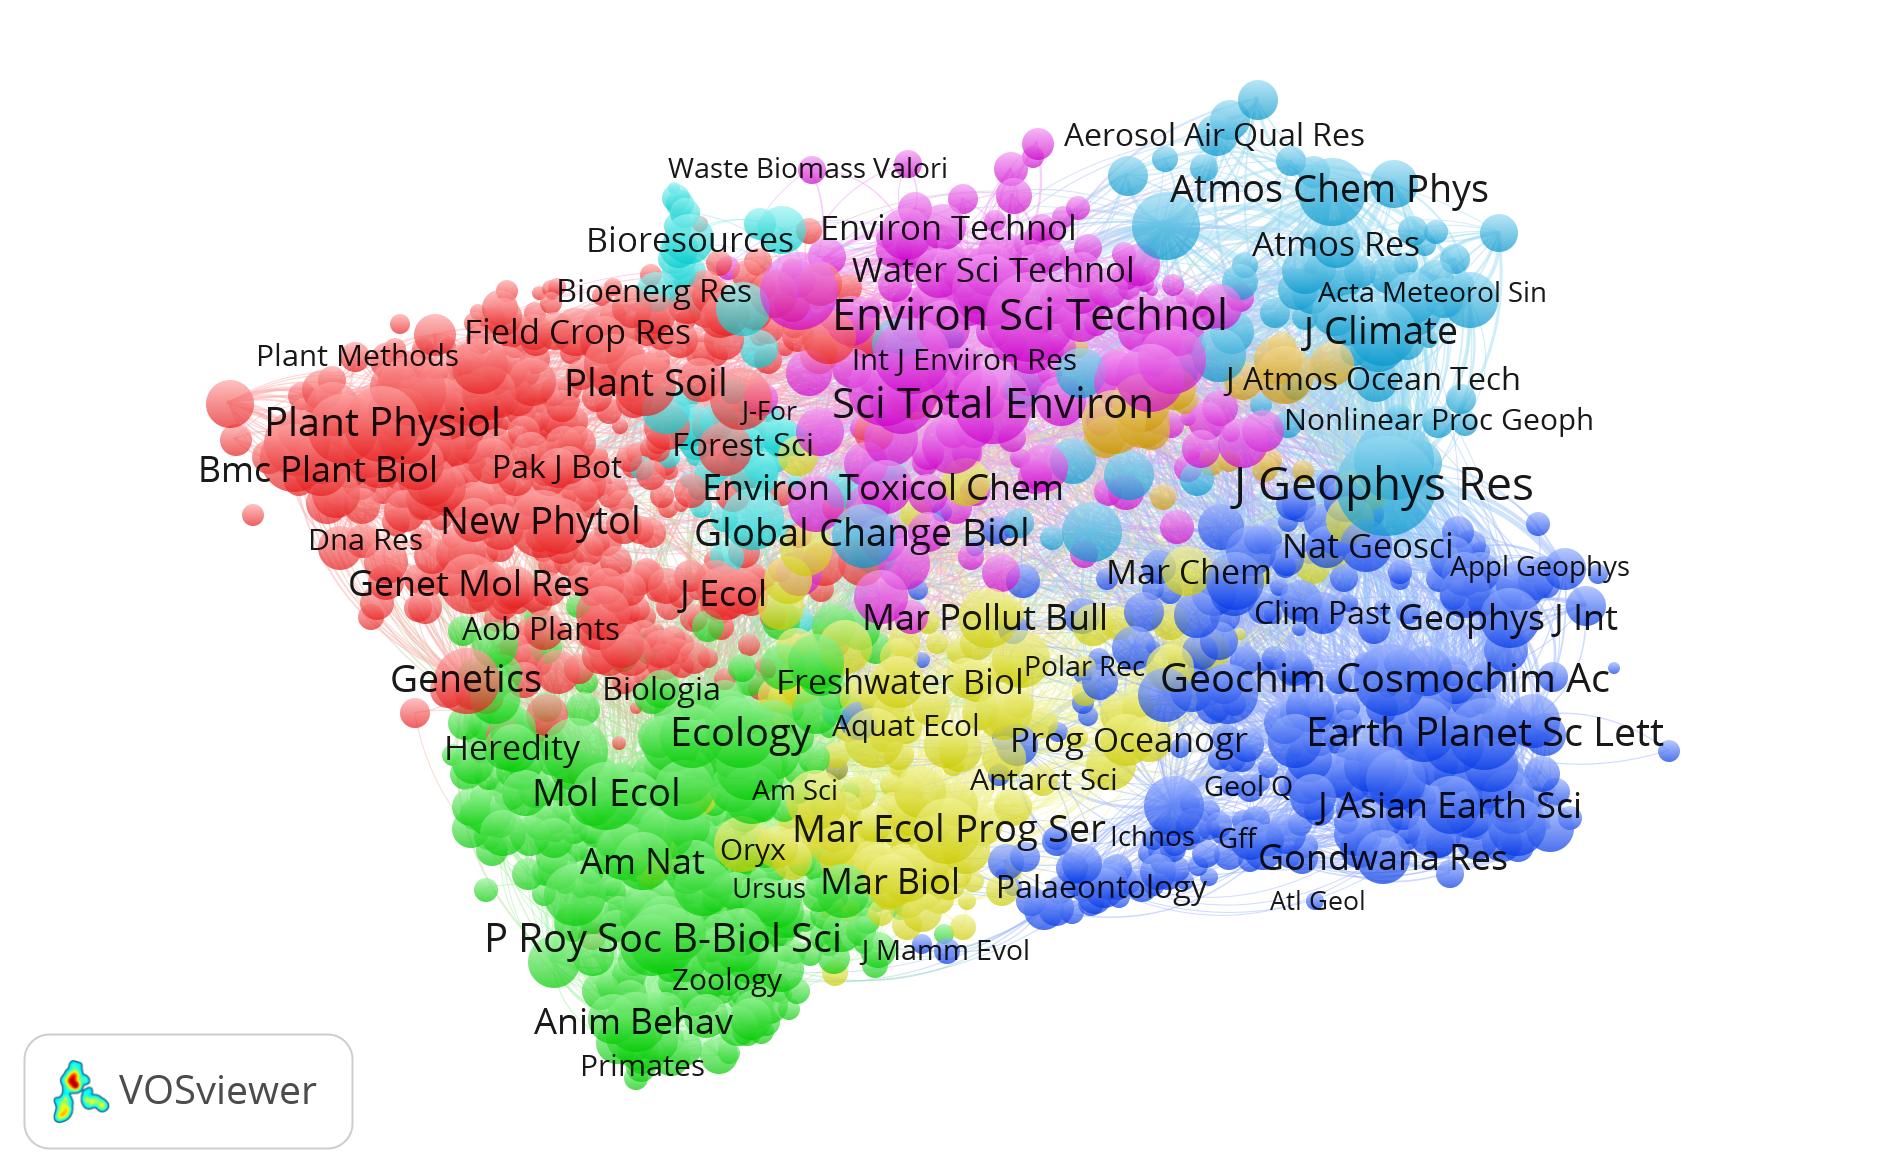 Aerosol Air Qual Res
Waste Biomass Valori
Atmos Chem Phys
Environ Technol
Bioresources
Atmos Res
Water Sci Technol
Bioenerg Res
Acta Meteorol Sin
Environ Sci Technol
Field Crop Res
J Climate
Plant Methods
Int J Environ Res
Plant Soil
J Atmos Ocean Tech
Sci Total Environ
J-For
Plant Physiol
Nonlinear Proc Geoph
Forest Sci
Bmc Plant Biol
Pak J Bot
Environ Toxicol Chem
J Geophys Res
New Phytol
Global Change Biol
Dna Res
Nat Geosci
Appl Geophys
Mar Chem
Genet Mol Res
J Ecol
Mar Pollut Bull
Clim Past
Geophys J Int
Aob Plants
Polar Rec
Genetics
Biologia
Freshwater Biol
Geochim Cosmochim Ac
Aquat Ecol
Ecology
Earth Planet Sc Lett
Heredity
Prog Oceanogr
Antarct Sci
Mol Ecol
Am Sci
Geol Q
J Asian Earth Sci
Mar Ecol Prog Ser
Ichnos
Gff
Oryx
Gondwana Res
Am Nat
Ursus
Mar Biol
Palaeontology
Atl Geol
P Roy Soc B-Biol Sci
J Mamm Evol
Zoology
Anim Behav
Primates
VOSviewer